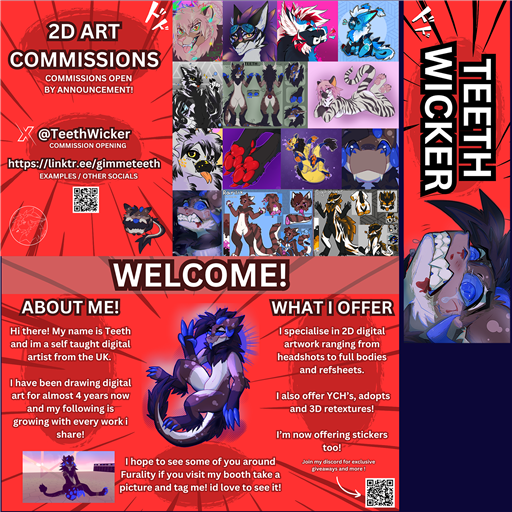 2D ART
COMMISSIONS
COMMISSIONS OPEN
BY ANNOUNCEMENT!
@TeethWicker
COMMISSION OPENING
https://linktr.ee/gimmeteeth
EXAMPLES / OTHER SOCIALS
TEETH
WICKER
WELCOME!
ABOUT ME!
Hi there! My name is Teeth
and im a self taught digital
artist from the UK.
I have been drawing digital
art for almost 4 years now
and my following is
growing with every work i
share!
WHAT I OFFER
I specialise in 2D digital
artwork ranging from
headshots to full bodies
and refsheets.
I also offer YCH's, adopts
and 3D retextures!
I'm now offering stickers
too!
Join my discord for exclusive
giveaways and more !
I hope to see some of you around
Furality if you visit my booth take a
picture and tag me! id love to see it!